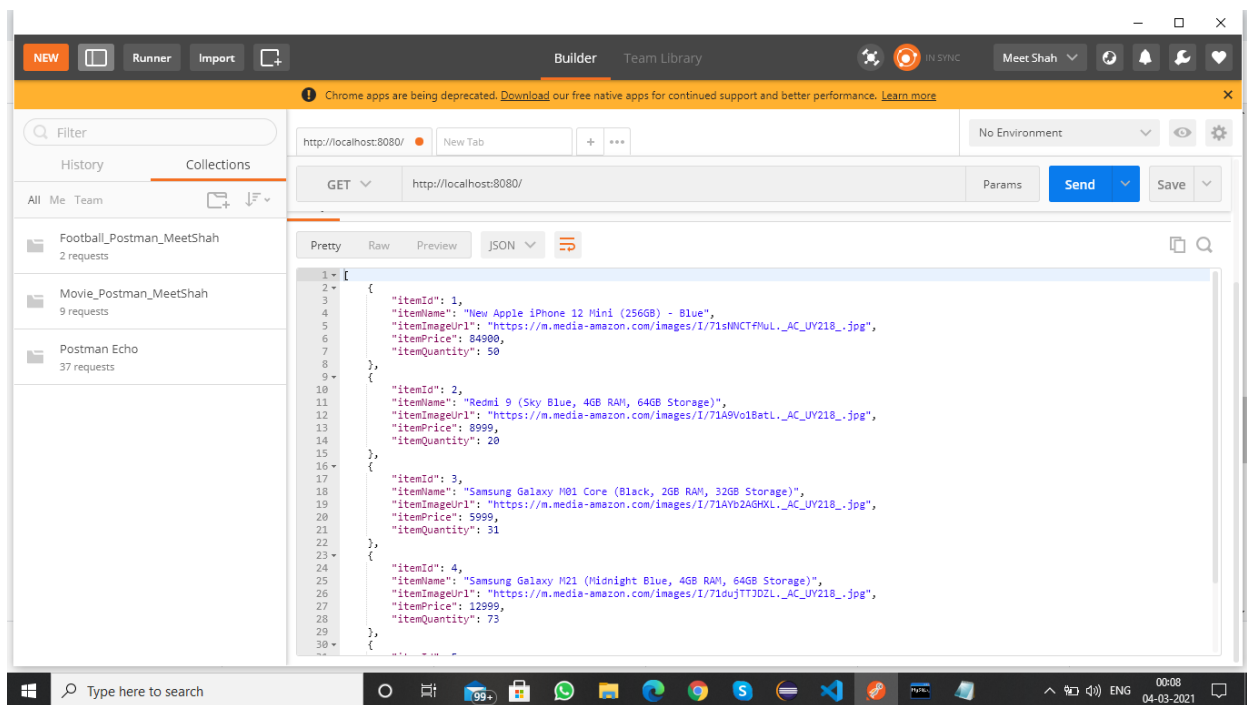 NEW Runner Import Builder Team Library IN SYNC Meet Shah
Chrome apps are being deprecated. Download our free native apps for continued support and better performance. Learn more
Filter
History Collections
All Me Team
Football_Postman_MeetShah
2 requests
Movie_Postman_MeetShah
9 requests
Postman Echo
37 requests
http://localhost:8080/ New Tab + ••• No Environment
GET http://localhost:8080/ Params Send Save
Pretty Raw Preview JSON
1 [
2 {
3 "itemId": 1,
4 "itemName": "New Apple iPhone 12 Mini (256GB) - Blue",
5 "itemImageUrl": "https://m.media-amazon.com/images/I/71sNNCTfMuL._AC_UY218_.jpg",
6 "itemPrice": 84900,
7 "itemQuantity": 50
8 },
9 {
10 "itemId": 2,
11 "itemName": "Redmi 9 (Sky Blue, 4GB RAM, 64GB Storage)",
12 "itemImageUrl": "https://m.media-amazon.com/images/I/71A9Vo1BatL._AC_UY218_.jpg",
13 "itemPrice": 8999,
14 "itemQuantity": 20
15 },
16 {
17 "itemId": 3,
18 "itemName": "Samsung Galaxy M01 Core (Black, 2GB RAM, 32GB Storage)",
19 "itemImageUrl": "https://m.media-amazon.com/images/I/71AYb2AGHXL._AC_UY218_.jpg",
20 "itemPrice": 5999,
21 "itemQuantity": 31
22 },
23 {
24 "itemId": 4,
25 "itemName": "Samsung Galaxy M21 (Midnight Blue, 4GB RAM, 64GB Storage)",
26 "itemImageUrl": "https://m.media-amazon.com/images/I/71dujTTJDZL._AC_UY218_.jpg",
27 "itemPrice": 12999,
28 "itemQuantity": 73
29 },
30 {
Type here to search 99+ S ENG 00:08
04-03-2021